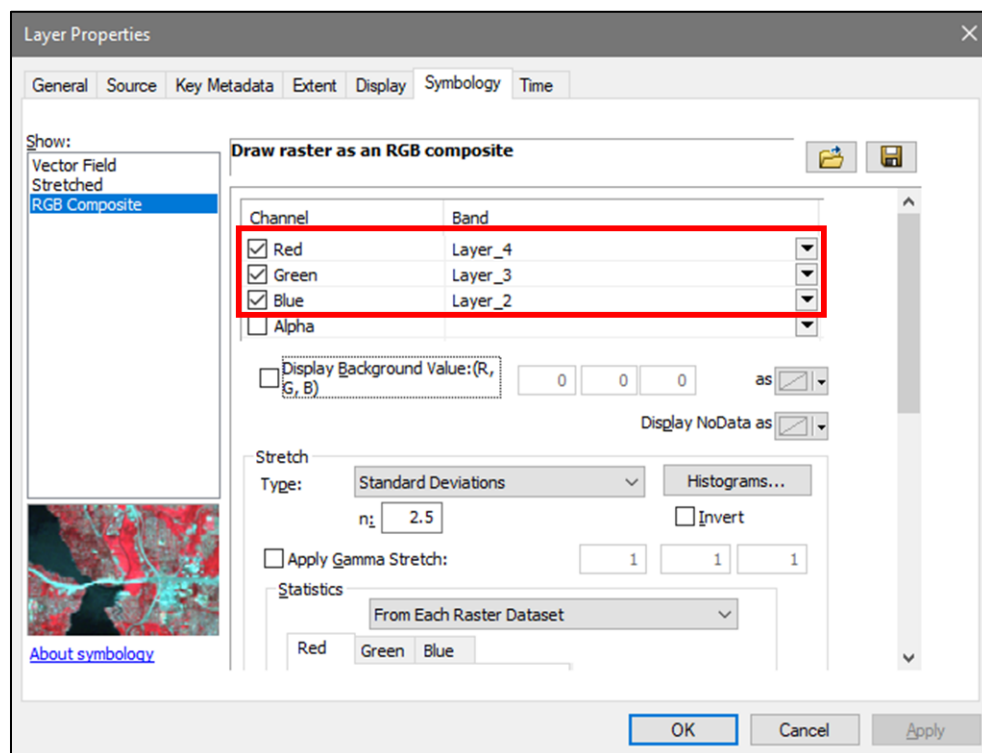 Layer Properties
General Source Key Metadata Extent Display Symbology Time
Show:
Vector Field
Stretched
RGB Composite
About symbology
Draw raster as an RGB composite
Channel Band
Red Layer_4
Green Layer_3
Blue Layer_2
Alpha
Display Background Value:(R,
G, B) 0 0 0 as
Display NoData as
Stretch
Type: Standard Deviations Histograms...
n: 2.5 Invert
Apply Gamma Stretch: 1 1 1
Statistics
From Each Raster Dataset
Red Green Blue
OK Cancel Apply